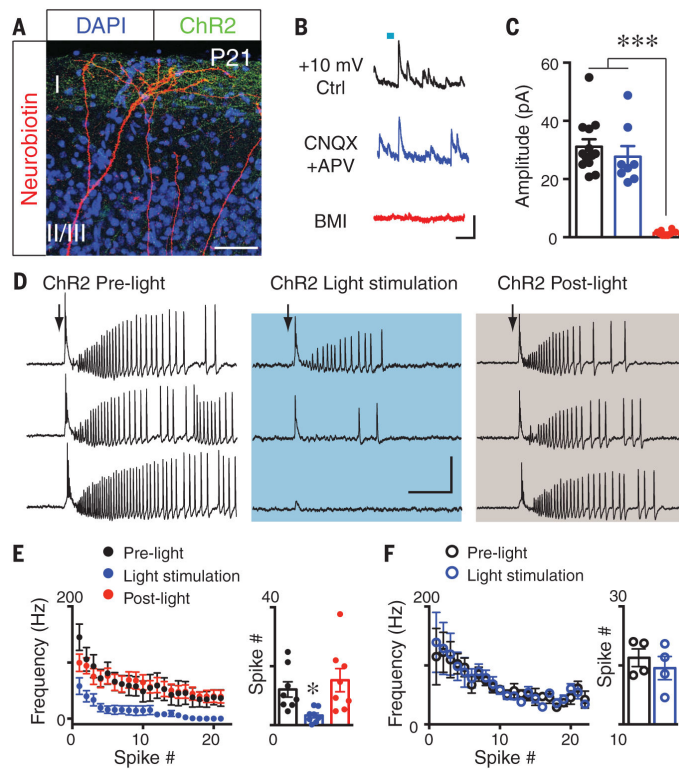 A
DAPI
ChR2
P21
I
II/III
Neurobiotin
B
+10 mV
Ctrl
CNQX
+APV
BMI
C
***
Amplitude (pA)
60
40
20
0
D
ChR2 Pre-light
ChR2 Light stimulation
ChR2 Post-light
E
Pre-light
Light stimulation
Post-light
200
Frequency (Hz)
0
0
10
20
Spike #
40
Spike #
*
0
F
Pre-light
Light stimulation
200
Frequency (Hz)
0
0
10
20
Spike #
30
Spike #
10